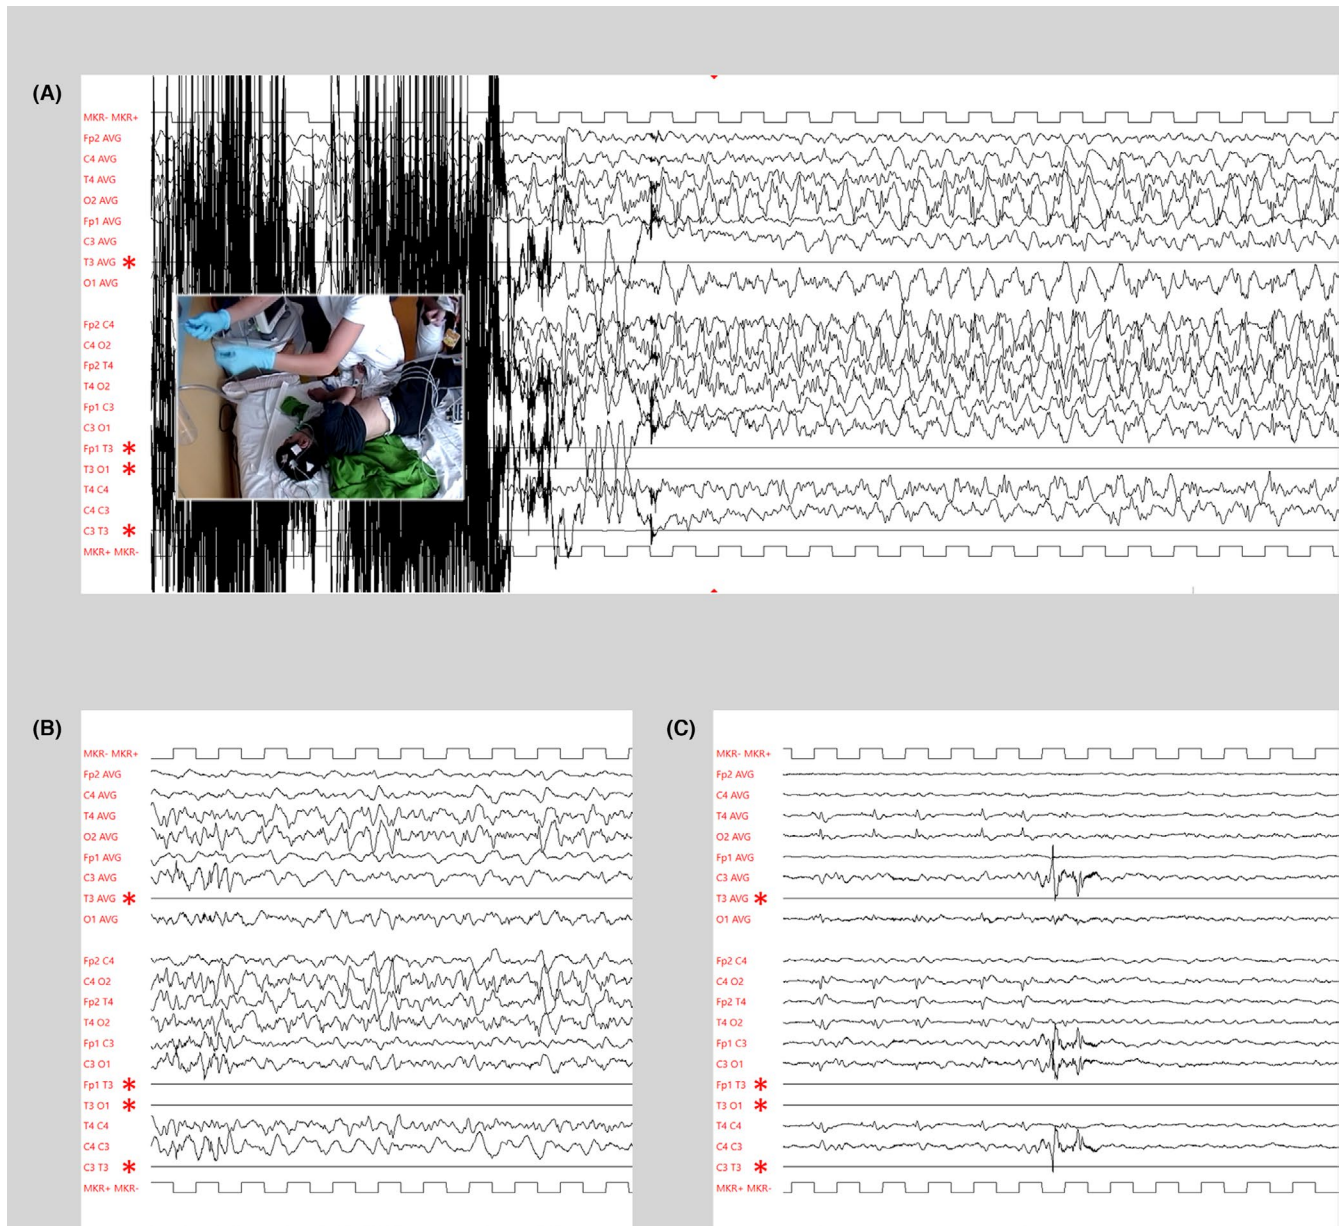 (A)
MKR- MKR+
Fp2 AVG
C4 AVG
T4 AVG
O2 AVG
Fp1 AVG
C3 AVG
T3 AVG *
O1 AVG
Fp2 C4
C4 O2
Fp2 T4
T4 O2
Fp1 C3
C3 O1
Fp1 T3 *
T3 O1 *
T4 C4
C4 C3
C3 T3 *
MKR+ MKR-
(B)
MKR- MKR+
Fp2 AVG
C4 AVG
T4 AVG
O2 AVG
Fp1 AVG
C3 AVG
T3 AVG *
O1 AVG
Fp2 C4
C4 O2
Fp2 T4
T4 O2
Fp1 C3
C3 O1
Fp1 T3 *
T3 O1 *
T4 C4
C4 C3
C3 T3 *
MKR+ MKR-
(C)
MKR- MKR+
Fp2 AVG
C4 AVG
T4 AVG
O2 AVG
Fp1 AVG
C3 AVG
T3 AVG *
O1 AVG
Fp2 C4
C4 O2
Fp2 T4
T4 O2
Fp1 C3
C3 O1
Fp1 T3 *
T3 O1 *
T4 C4
C4 C3
C3 T3 *
MKR+ MKR-